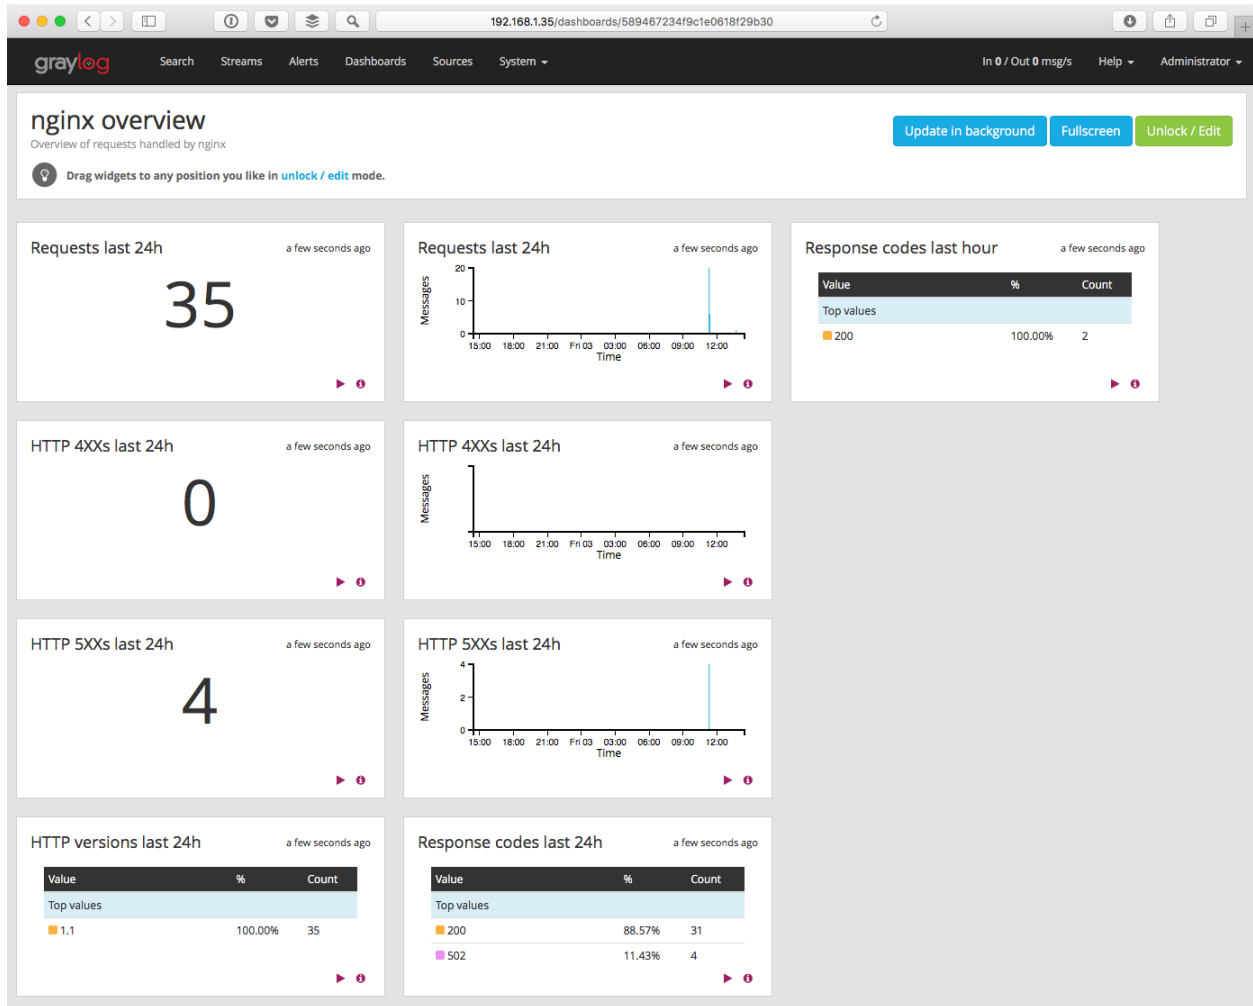 192.168.1.35/dashboards/589467234f9c1e0618f29b30
graylog Search Streams Alerts Dashboards Sources System In 0 / Out 0 msg/s Help Administrator
nginx overview
Overview of requests handled by nginx
Update in background Fullscreen Unlock / Edit
Drag widgets to any position you like in unlock / edit mode.
Requests last 24h a few seconds ago
35
Requests last 24h a few seconds ago
Messages
20
10
0
15:00 18:00 21:00 Fri 03 03:00 06:00 09:00 12:00
Time
Response codes last hour a few seconds ago
Value % Count
Top values
200 100.00% 2
HTTP 4XXs last 24h a few seconds ago
0
HTTP 4XXs last 24h a few seconds ago
Messages
15:00 18:00 21:00 Fri 03 03:00 06:00 09:00 12:00
Time
HTTP 5XXs last 24h a few seconds ago
4
HTTP 5XXs last 24h a few seconds ago
Messages
4
2
0
15:00 18:00 21:00 Fri 03 03:00 06:00 09:00 12:00
Time
HTTP versions last 24h a few seconds ago
Value % Count
Top values
1.1 100.00% 35
Response codes last 24h a few seconds ago
Value % Count
Top values
200 88.57% 31
502 11.43% 4